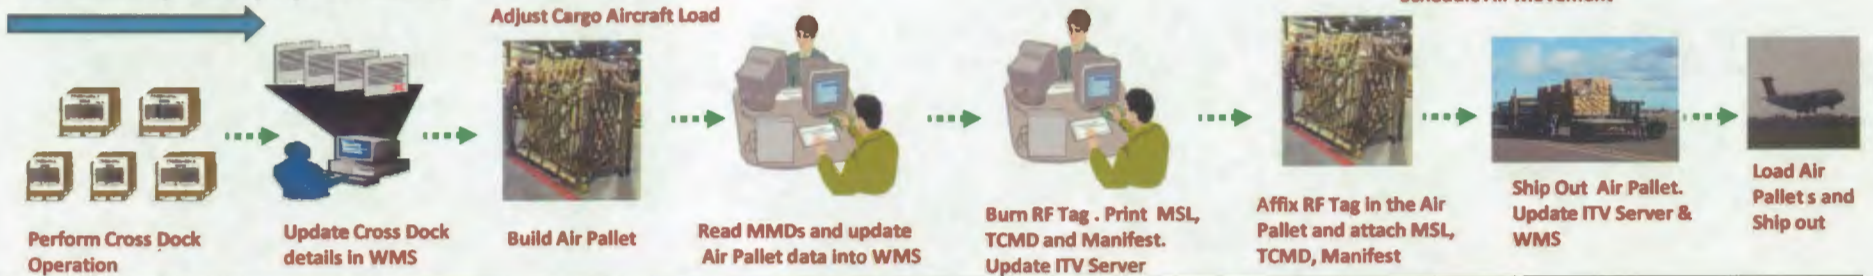 Adjust Cargo Aircraft Load
Perform Cross Dock
Operation
Update Cross Dock
details in WMS
Build Air Pallet
Read MMDs and update
Air Pallet data into WMS
Burn RF Tag . Print MSL,
TCMD and Manifest.
Update ITV Server
Affix RF Tag in the Air
Pallet and attach MSL,
TCMD, Manifest
Ship Out Air Pallet.
Update ITV Server &
WMS
Load Air
Pallet s and
Ship out